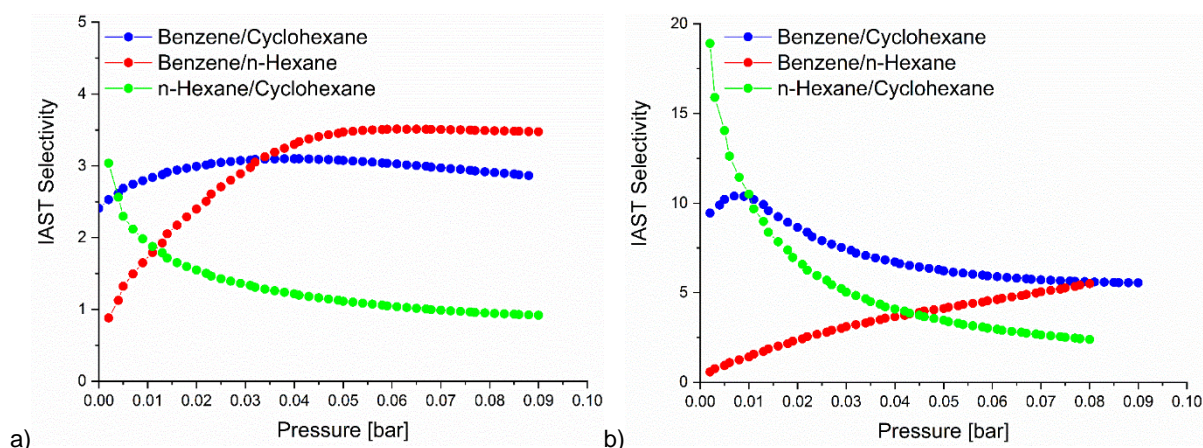 5
4
3
2
1
0
IAST Selectivity
Benzene/Cyclohexane
Benzene/n-Hexane
n-Hexane/Cyclohexane
0.00 0.01 0.02 0.03 0.04 0.05 0.06 0.07 0.08 0.09 0.10
Pressure [bar]
a)
20
15
10
5
0
IAST Selectivity
Benzene/Cyclohexane
Benzene/n-Hexane
n-Hexane/Cyclohexane
0.00 0.01 0.02 0.03 0.04 0.05 0.06 0.07 0.08 0.09 0.10
Pressure [bar]
b)